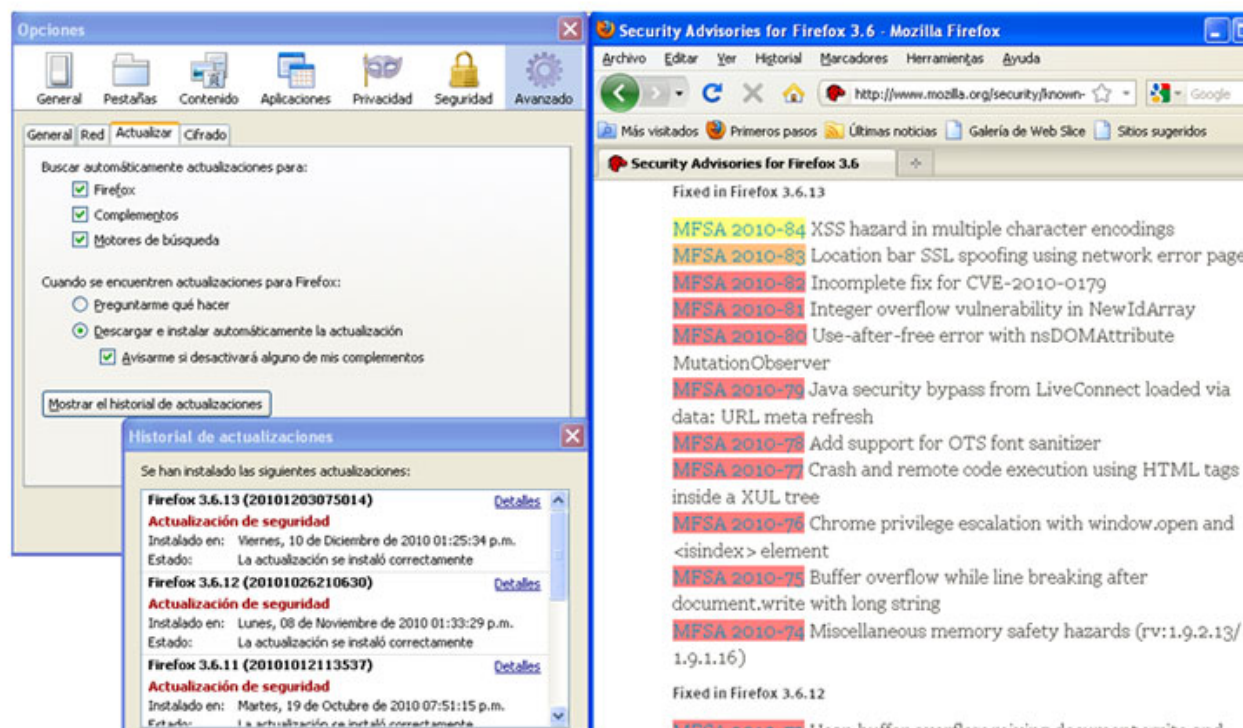 Opciones
General Pestañas Contenido Aplicaciones Privacidad Seguridad Avanzado
General Red Actualizar Cifrado
Buscar automáticamente actualizaciones para:
Firefox
Complementos
Motores de búsqueda
Cuando se encuentren actualizaciones para Firefox:
Preguntarme qué hacer
Descargar e instalar automáticamente la actualización
Avisarme si desactivará alguno de mis complementos
Mostrar el historial de actualizaciones
Historial de actualizaciones
Se han instalado las siguientes actualizaciones:
Firefox 3.6.13 (20101203075014) Detalles
Actualización de seguridad
Instalado en: Viernes, 10 de Diciembre de 2010 01:25:34 p.m.
Estado: La actualización se instaló correctamente
Firefox 3.6.12 (20101026210630) Detalles
Actualización de seguridad
Instalado en: Lunes, 08 de Noviembre de 2010 01:33:29 p.m.
Estado: La actualización se instaló correctamente
Firefox 3.6.11 (20101012113537) Detalles
Actualización de seguridad
Instalado en: Martes, 19 de Octubre de 2010 07:51:15 p.m.
Estado: La actualización se instaló correctamente
Security Advisories for Firefox 3.6 - Mozilla Firefox
Archivo Editar Ver Historial Marcadores Herramientas Ayuda
http://www.mozilla.org/security/known- Google
Más visitados Primeros pasos Últimas noticias Galería de Web Slice Sitios sugeridos
Security Advisories for Firefox 3.6
Fixed in Firefox 3.6.13
MFSA 2010-84 XSS hazard in multiple character encodings
MFSA 2010-83 Location bar SSL spoofing using network error page
MFSA 2010-82 Incomplete fix for CVE-2010-0179
MFSA 2010-81 Integer overflow vulnerability in NewIdArray
MFSA 2010-80 Use-after-free error with nsDOMAttribute
MutationObserver
MFSA 2010-79 Java security bypass from LiveConnect loaded via
data: URL meta refresh
MFSA 2010-78 Add support for OTS font sanitizer
MFSA 2010-77 Crash and remote code execution using HTML tags
inside a XUL tree
MFSA 2010-76 Chrome privilege escalation with window.open and
<isindex> element
MFSA 2010-75 Buffer overflow while line breaking after
document.write with long string
MFSA 2010-74 Miscellaneous memory safety hazards (rv:1.9.2.13/
1.9.1.16)
Fixed in Firefox 3.6.12